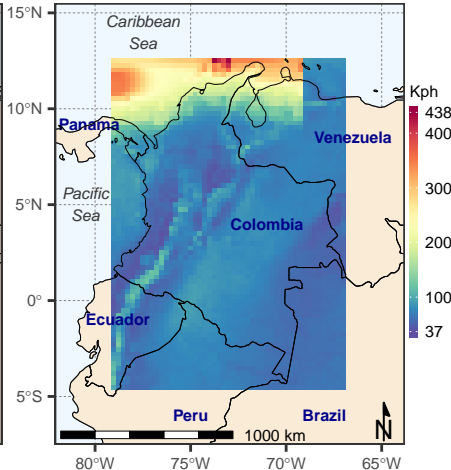 15°N
10°N
5°N
0°
5°S
Caribbean
Sea
Panama
Venezuela
Pacific
Sea
Colombia
Ecuador
Peru
Brazil
1000 km
N
80°W
75°W
70°W
65°W
Kph
438
400
300
200
100
37